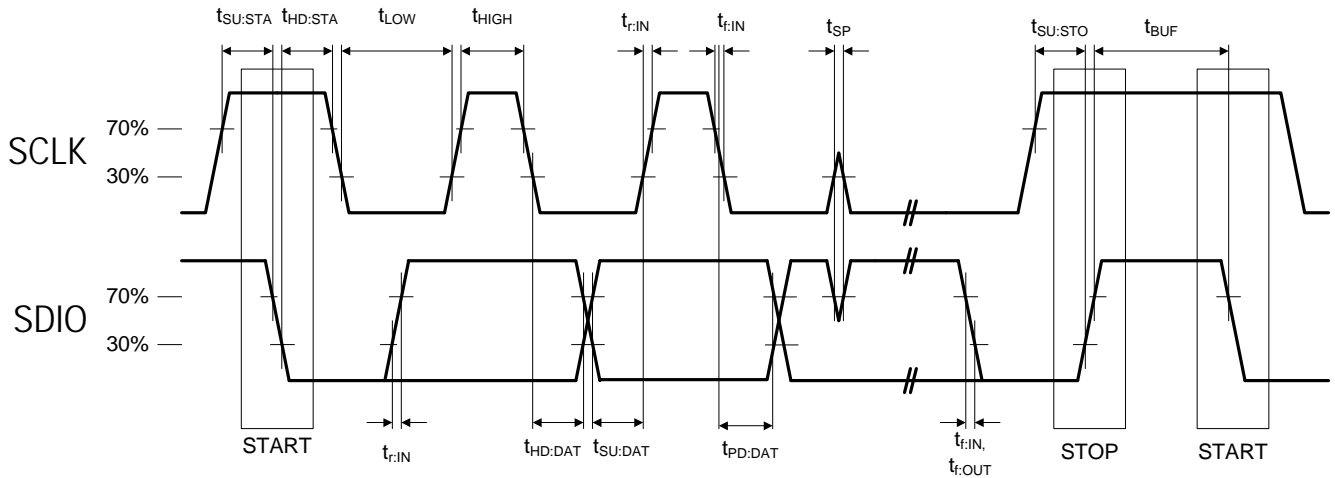 tSU:STA tHD:STA tLOW tHIGH tr:IN tf:IN tSP tSU:STO tBUF
SCLK
70%
30%
SDIO
70%
30%
START
tr:IN
tHD:DAT tSU:DAT
tPD:DAT
tf:IN,
tf:OUT
STOP
START